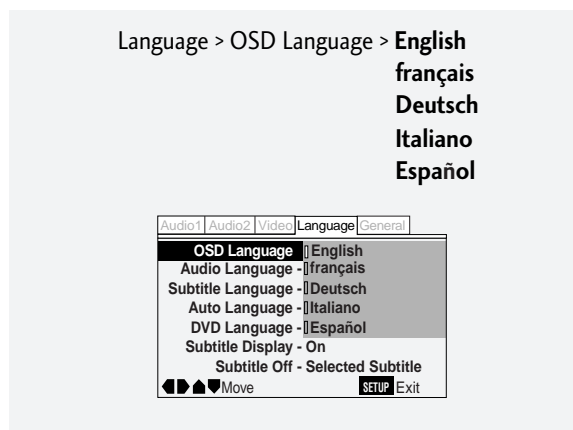 Language > OSD Language > English
français
Deutsch
Italiano
Español
Audio1 Audio2 Video Language General
OSD Language English
Audio Language - français
Subtitle Language - Deutsch
Auto Language - Italiano
DVD Language - Español
Subtitle Display - On
Subtitle Off - Selected Subtitle
Move SETUP Exit